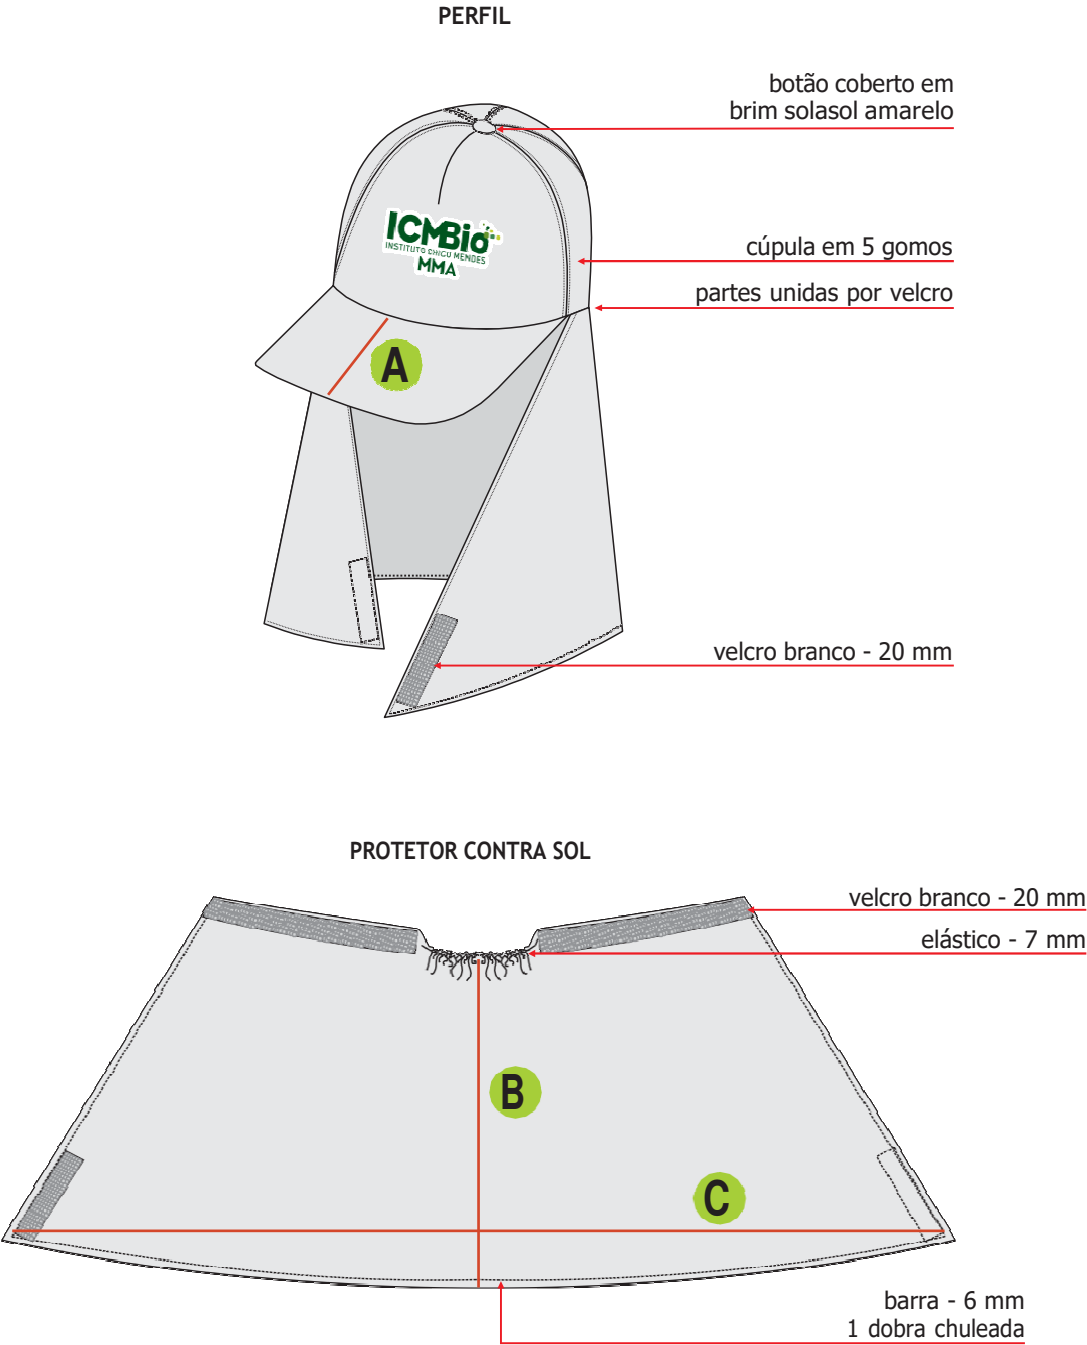 PERFIL
botão coberto em
brim solasol amarelo
ICMBio
INSTITUTO CHICO MENDES
MMA
cúpula em 5 gomos
partes unidas por velcro
A
velcro branco - 20 mm
PROTETOR CONTRA SOL
velcro branco - 20 mm
elástico - 7 mm
B
C
barra - 6 mm
1 dobra chuleada